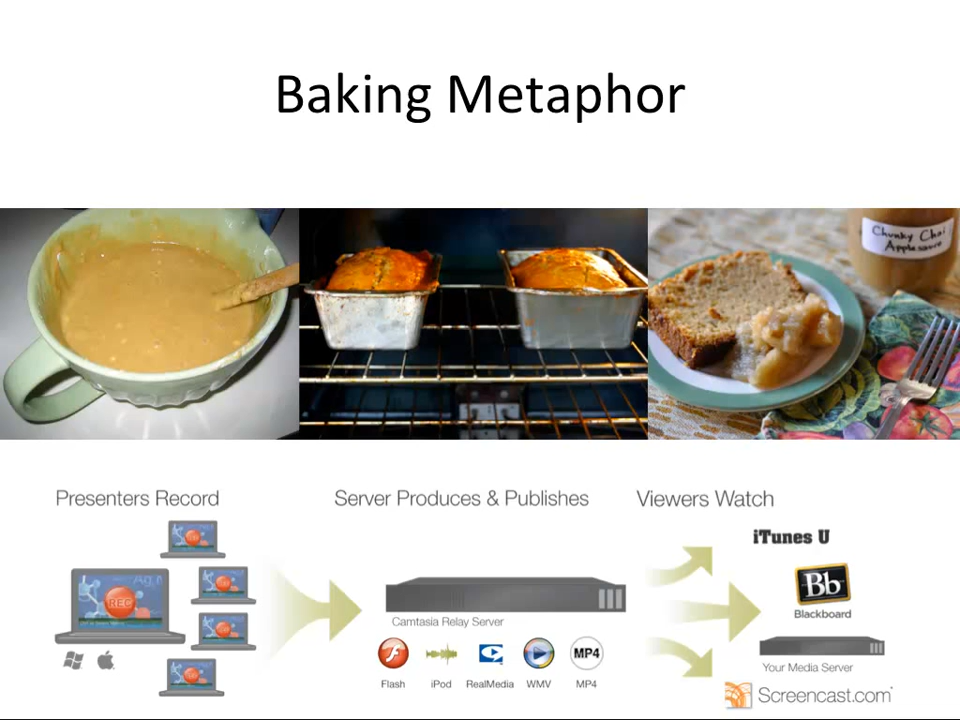 Baking Metaphor
Chunky Chai
Applesauce
Presenters Record
Server Produces & Publishes
Viewers Watch
REC
iTunes U
Bb
Blackboard
Camtasia Relay Server
Your Media Server
Flash
iPod
RealMedia
WMV
MP4
MP4
Screencast.com